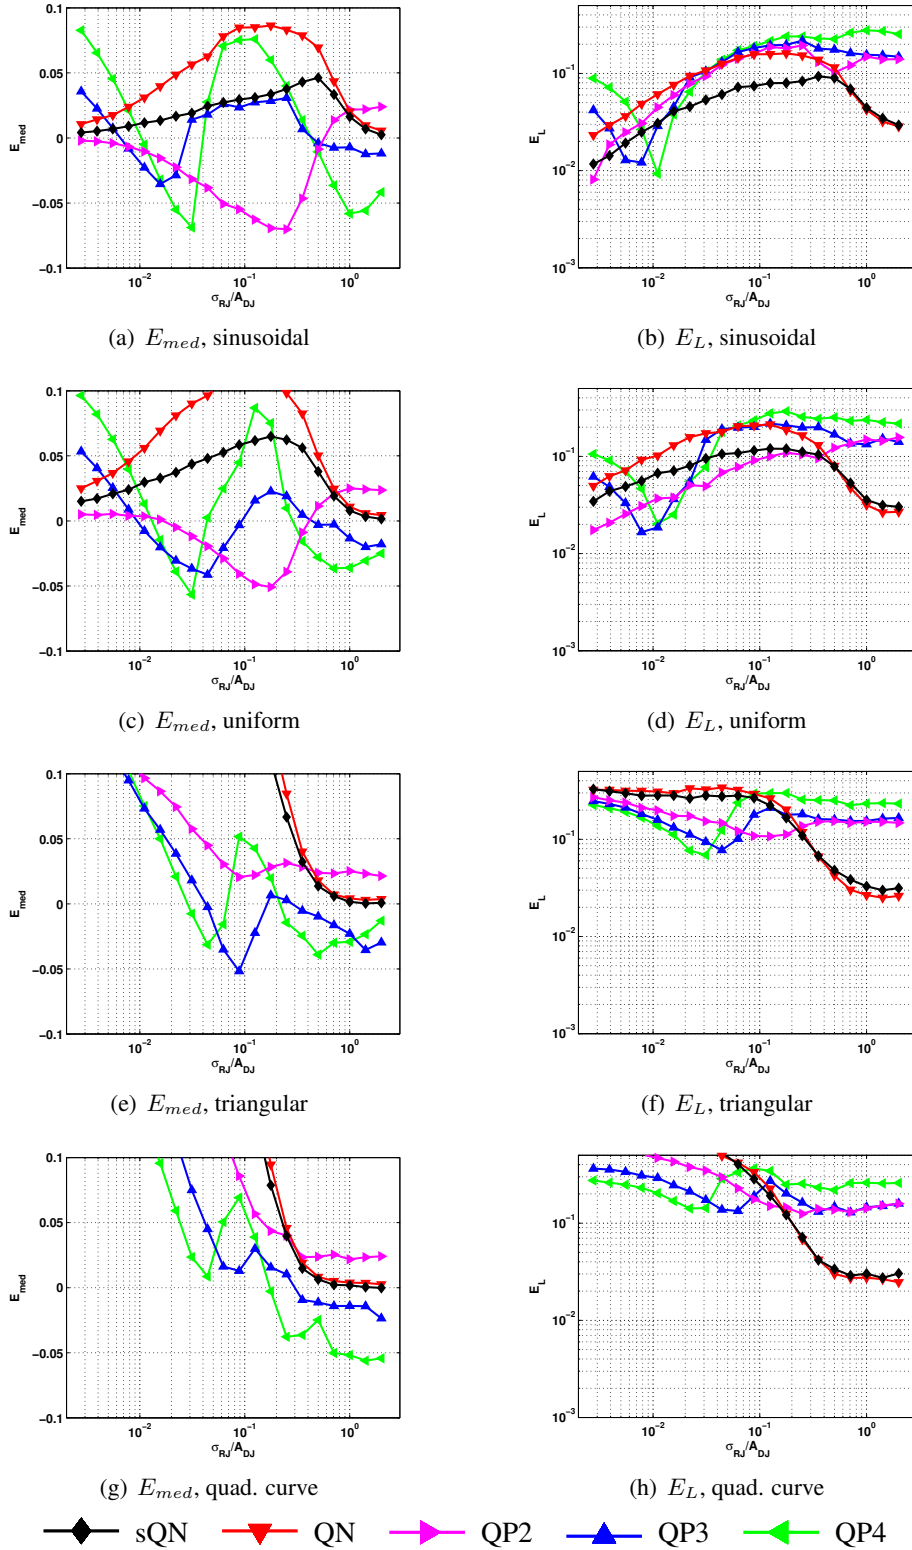 0.1
0.05
0
−0.05
−0.1
E_med
10^−2
10^−1
10^0
σ_RJ/A_DJ
(a) E_med, sinusoidal
10^−1
10^−2
10^−3
E_L
10^−2
10^−1
10^0
σ_RJ/A_DJ
(b) E_L, sinusoidal
0.1
0.05
0
−0.05
−0.1
E_med
10^−2
10^−1
10^0
σ_RJ/A_DJ
(c) E_med, uniform
10^−1
10^−2
10^−3
E_L
10^−2
10^−1
10^0
σ_RJ/A_DJ
(d) E_L, uniform
0.1
0.05
0
−0.05
−0.1
E_med
10^−2
10^−1
10^0
σ_RJ/A_DJ
(e) E_med, triangular
10^−1
10^−2
10^−3
E_L
10^−2
10^−1
10^0
σ_RJ/A_DJ
(f) E_L, triangular
0.1
0.05
0
−0.05
−0.1
E_med
10^−2
10^−1
10^0
σ_RJ/A_DJ
(g) E_med, quad. curve
10^−1
10^−2
10^−3
E_L
10^−2
10^−1
10^0
σ_RJ/A_DJ
(h) E_L, quad. curve
sQN QN QP2 QP3 QP4